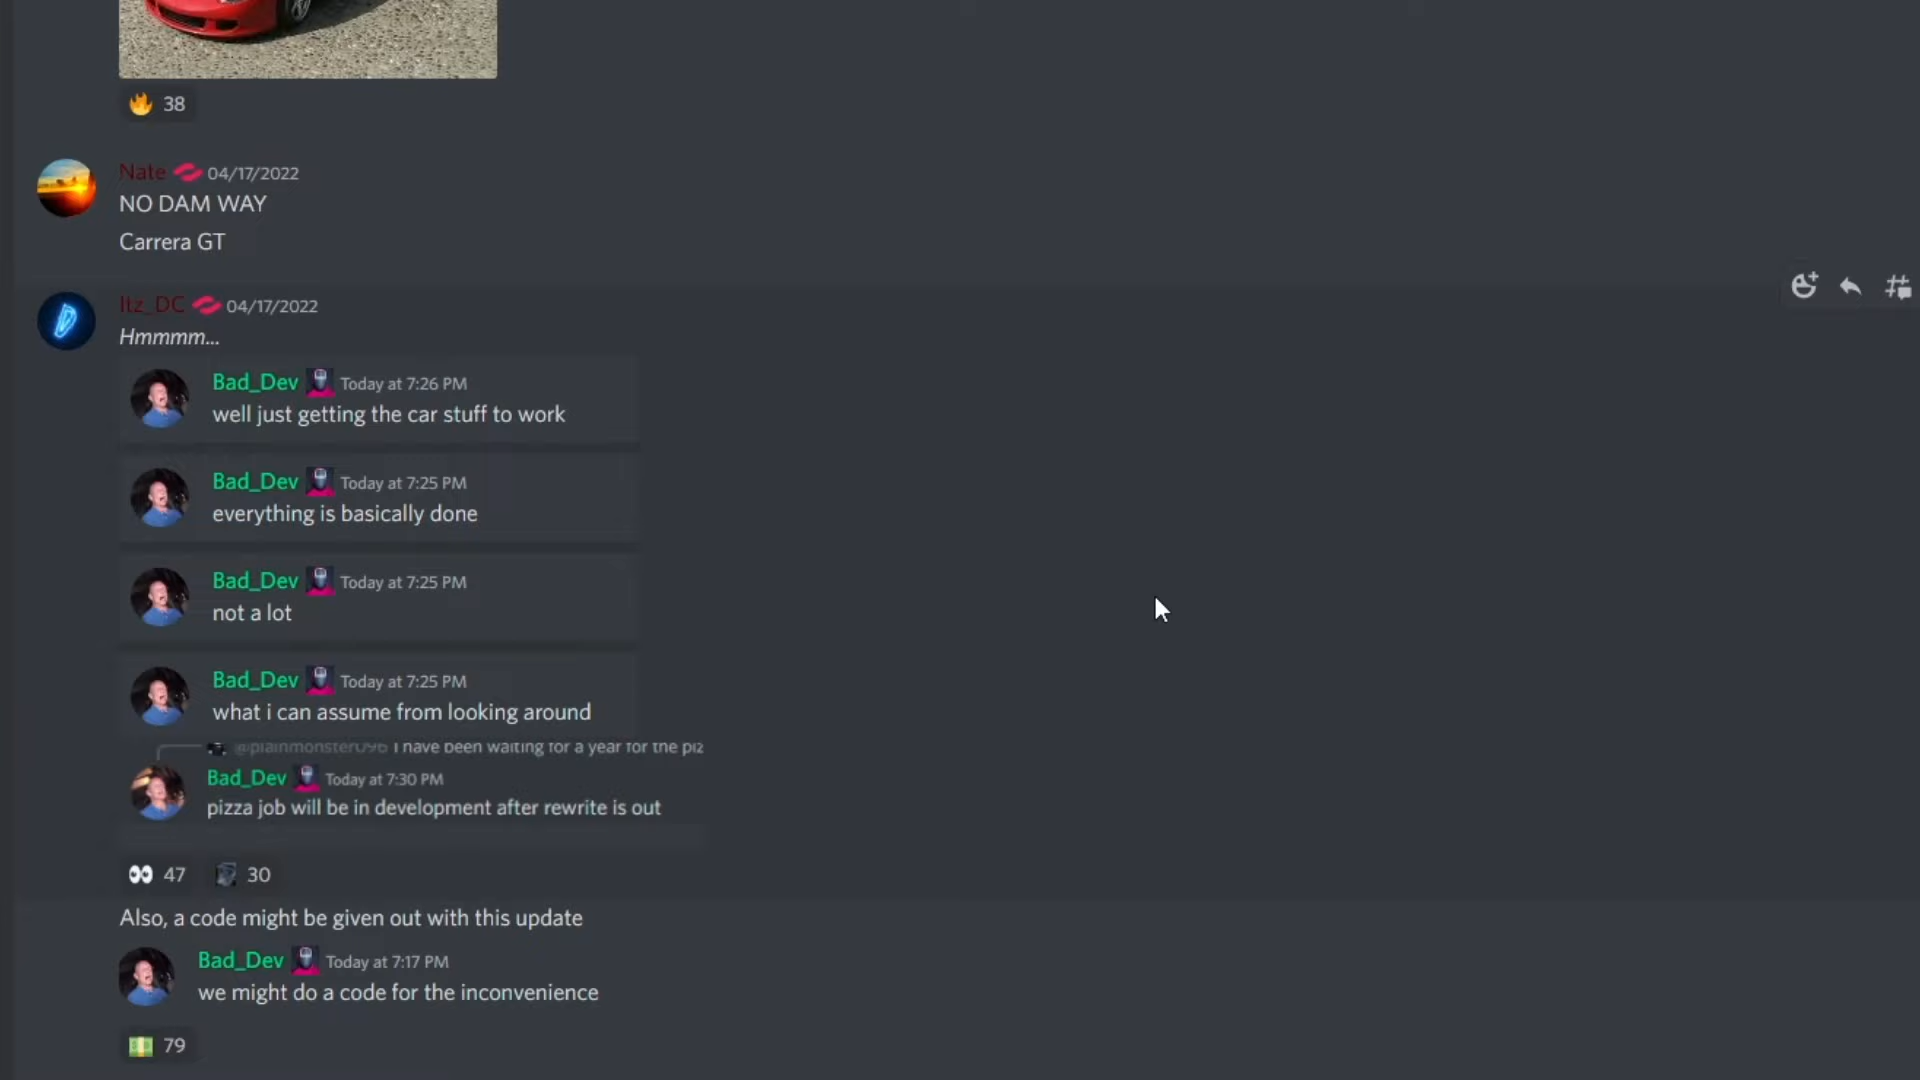 38
Nate 04/17/2022
NO DAM WAY
Carrera GT
Itz_DC 04/17/2022
Hmmmm...
Bad_Dev Today at 7:26 PM
well just getting the car stuff to work
Bad_Dev Today at 7:25 PM
everything is basically done
Bad_Dev Today at 7:25 PM
not a lot
Bad_Dev Today at 7:25 PM
what i can assume from looking around
@plainmonster096 I have been waiting for a year for the piz
Bad_Dev Today at 7:30 PM
pizza job will be in development after rewrite is out
47 30
Also, a code might be given out with this update
Bad_Dev Today at 7:17 PM
we might do a code for the inconvenience
79